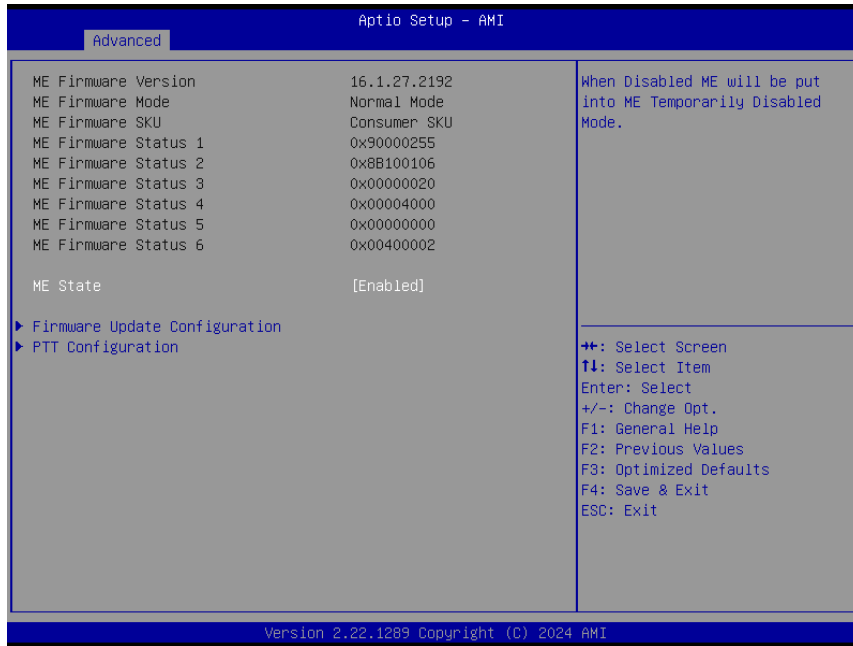 Aptio Setup – AMI
Advanced
ME Firmware Version 16.1.27.2192
ME Firmware Mode Normal Mode
ME Firmware SKU Consumer SKU
ME Firmware Status 1 0x90000255
ME Firmware Status 2 0x8B100106
ME Firmware Status 3 0x00000020
ME Firmware Status 4 0x00004000
ME Firmware Status 5 0x00000000
ME Firmware Status 6 0x00400002
ME State [Enabled]
Firmware Update Configuration
PTT Configuration
When Disabled ME will be put
into ME Temporarily Disabled
Mode.
→←: Select Screen
↑↓: Select Item
Enter: Select
+/-: Change Opt.
F1: General Help
F2: Previous Values
F3: Optimized Defaults
F4: Save & Exit
ESC: Exit
Version 2.22.1289 Copyright (C) 2024 AMI